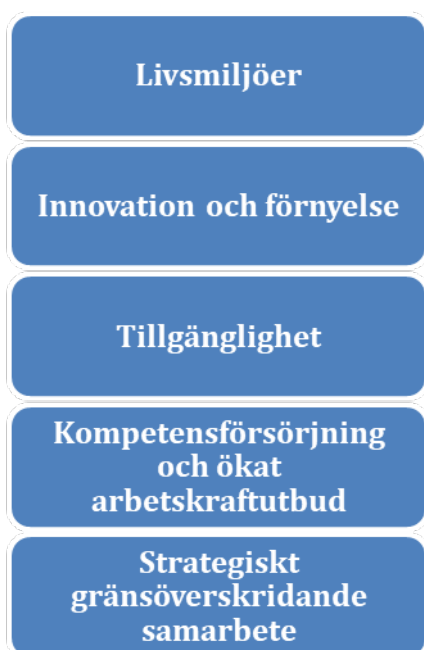 Livsmiljöer
Innovation och förnyelse
Tillgänglighet
Kompetensförsörjning
och ökat
arbetskraftutbud
Strategiskt
gränsöverskridande
samarbete